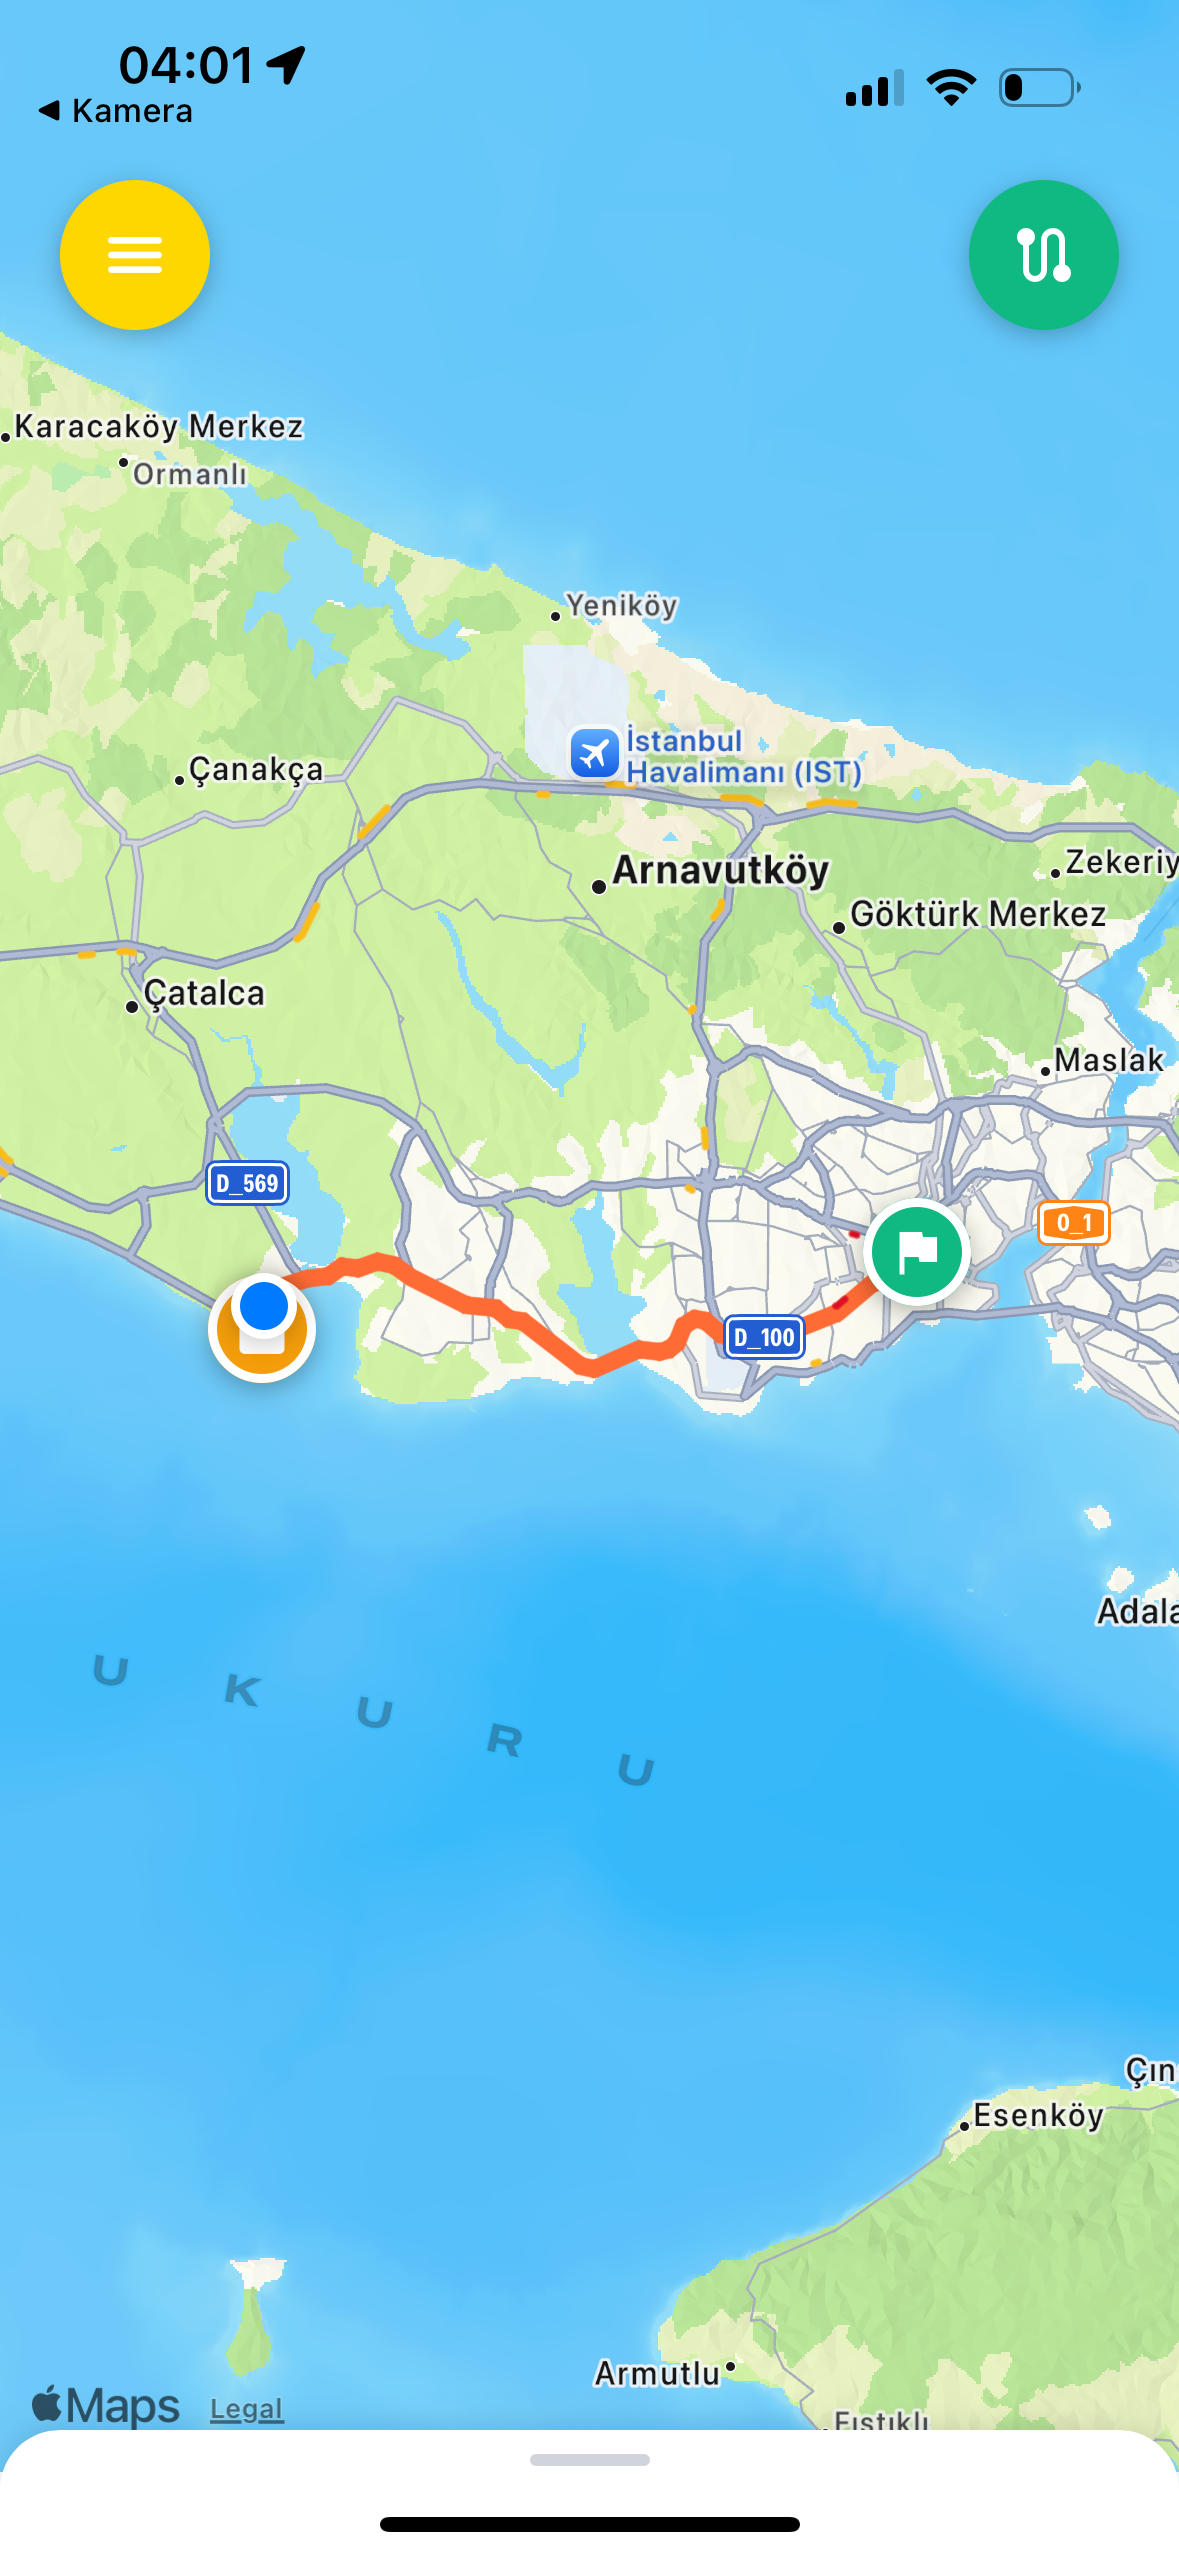 04:01
Kamera
Karacaköy Merkez
Ormanlı
Yeniköy
İstanbul
Havalimanı (IST)
Çanakça
Arnavutköy
Zekeriy
Göktürk Merkez
Çatalca
Maslak
D_569
O_1
D_100
Adala
U K U R U
Çın
Esenköy
Armutlu
Maps
Legal
Fıstıklı